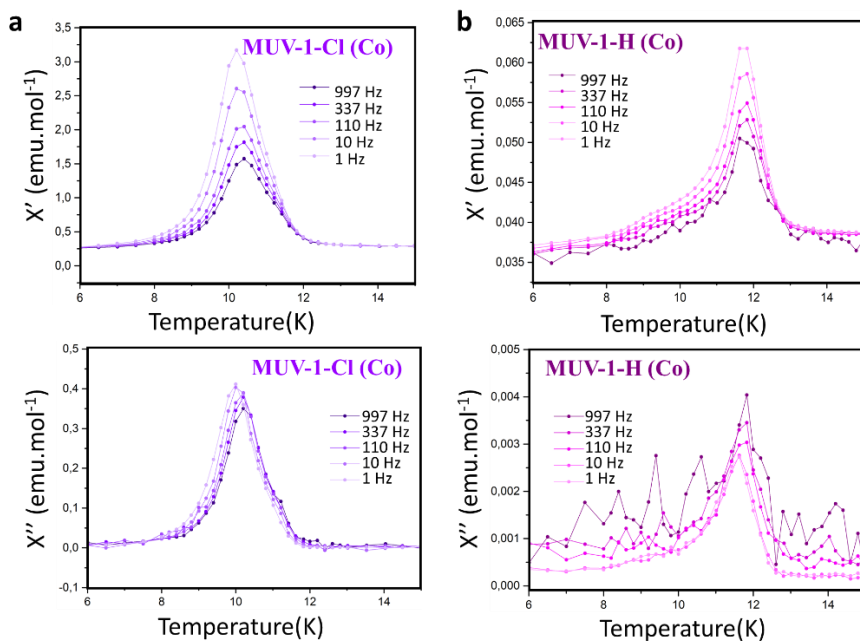 a
MUV-1-Cl (Co)
997 Hz
337 Hz
110 Hz
10 Hz
1 Hz
3,5
3,0
2,5
2,0
1,5
1,0
0,5
0,0
X' (emu.mol-1)
6
8
10
12
14
Temperature(K)
b
MUV-1-H (Co)
997 Hz
337 Hz
110 Hz
10 Hz
1 Hz
0,065
0,060
0,055
0,050
0,045
0,040
0,035
X' (emu.mol-1)
6
8
10
12
14
Temperature(K)
MUV-1-Cl (Co)
997 Hz
337 Hz
110 Hz
10 Hz
1 Hz
0,5
0,4
0,3
0,2
0,1
0,0
-0,1
X'' (emu.mol-1)
6
8
10
12
14
Temperature(K)
MUV-1-H (Co)
997 Hz
337 Hz
110 Hz
10 Hz
1 Hz
0,005
0,004
0,003
0,002
0,001
0,000
X'' (emu.mol-1)
6
8
10
12
14
Temperature(K)